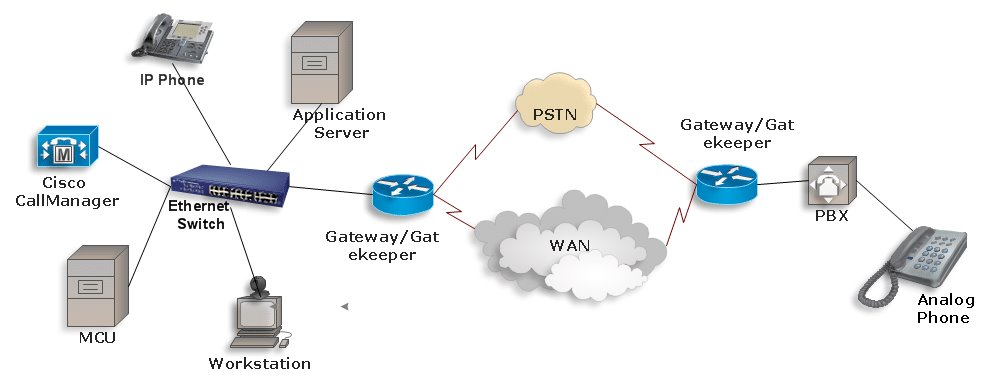 IP Phone
Application
Server
Cisco
CallManager
M
Ethernet
Switch
MCU
Workstation
Gateway/Gat
ekeeper
PSTN
WAN
Gateway/Gat
ekeeper
PBX
Analog
Phone